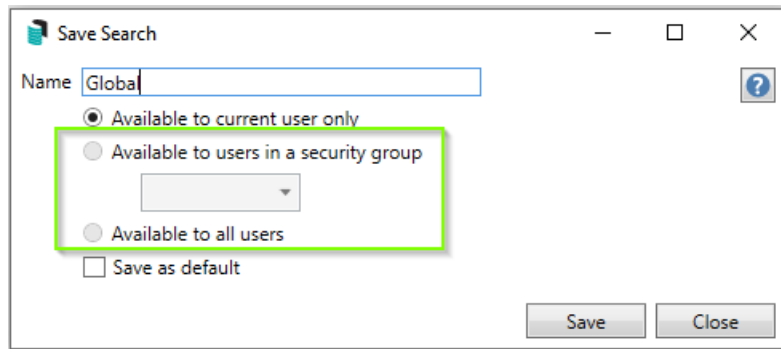 Save Search
Name Global
Available to current user only
Available to users in a security group
Available to all users
Save as default
Save Close